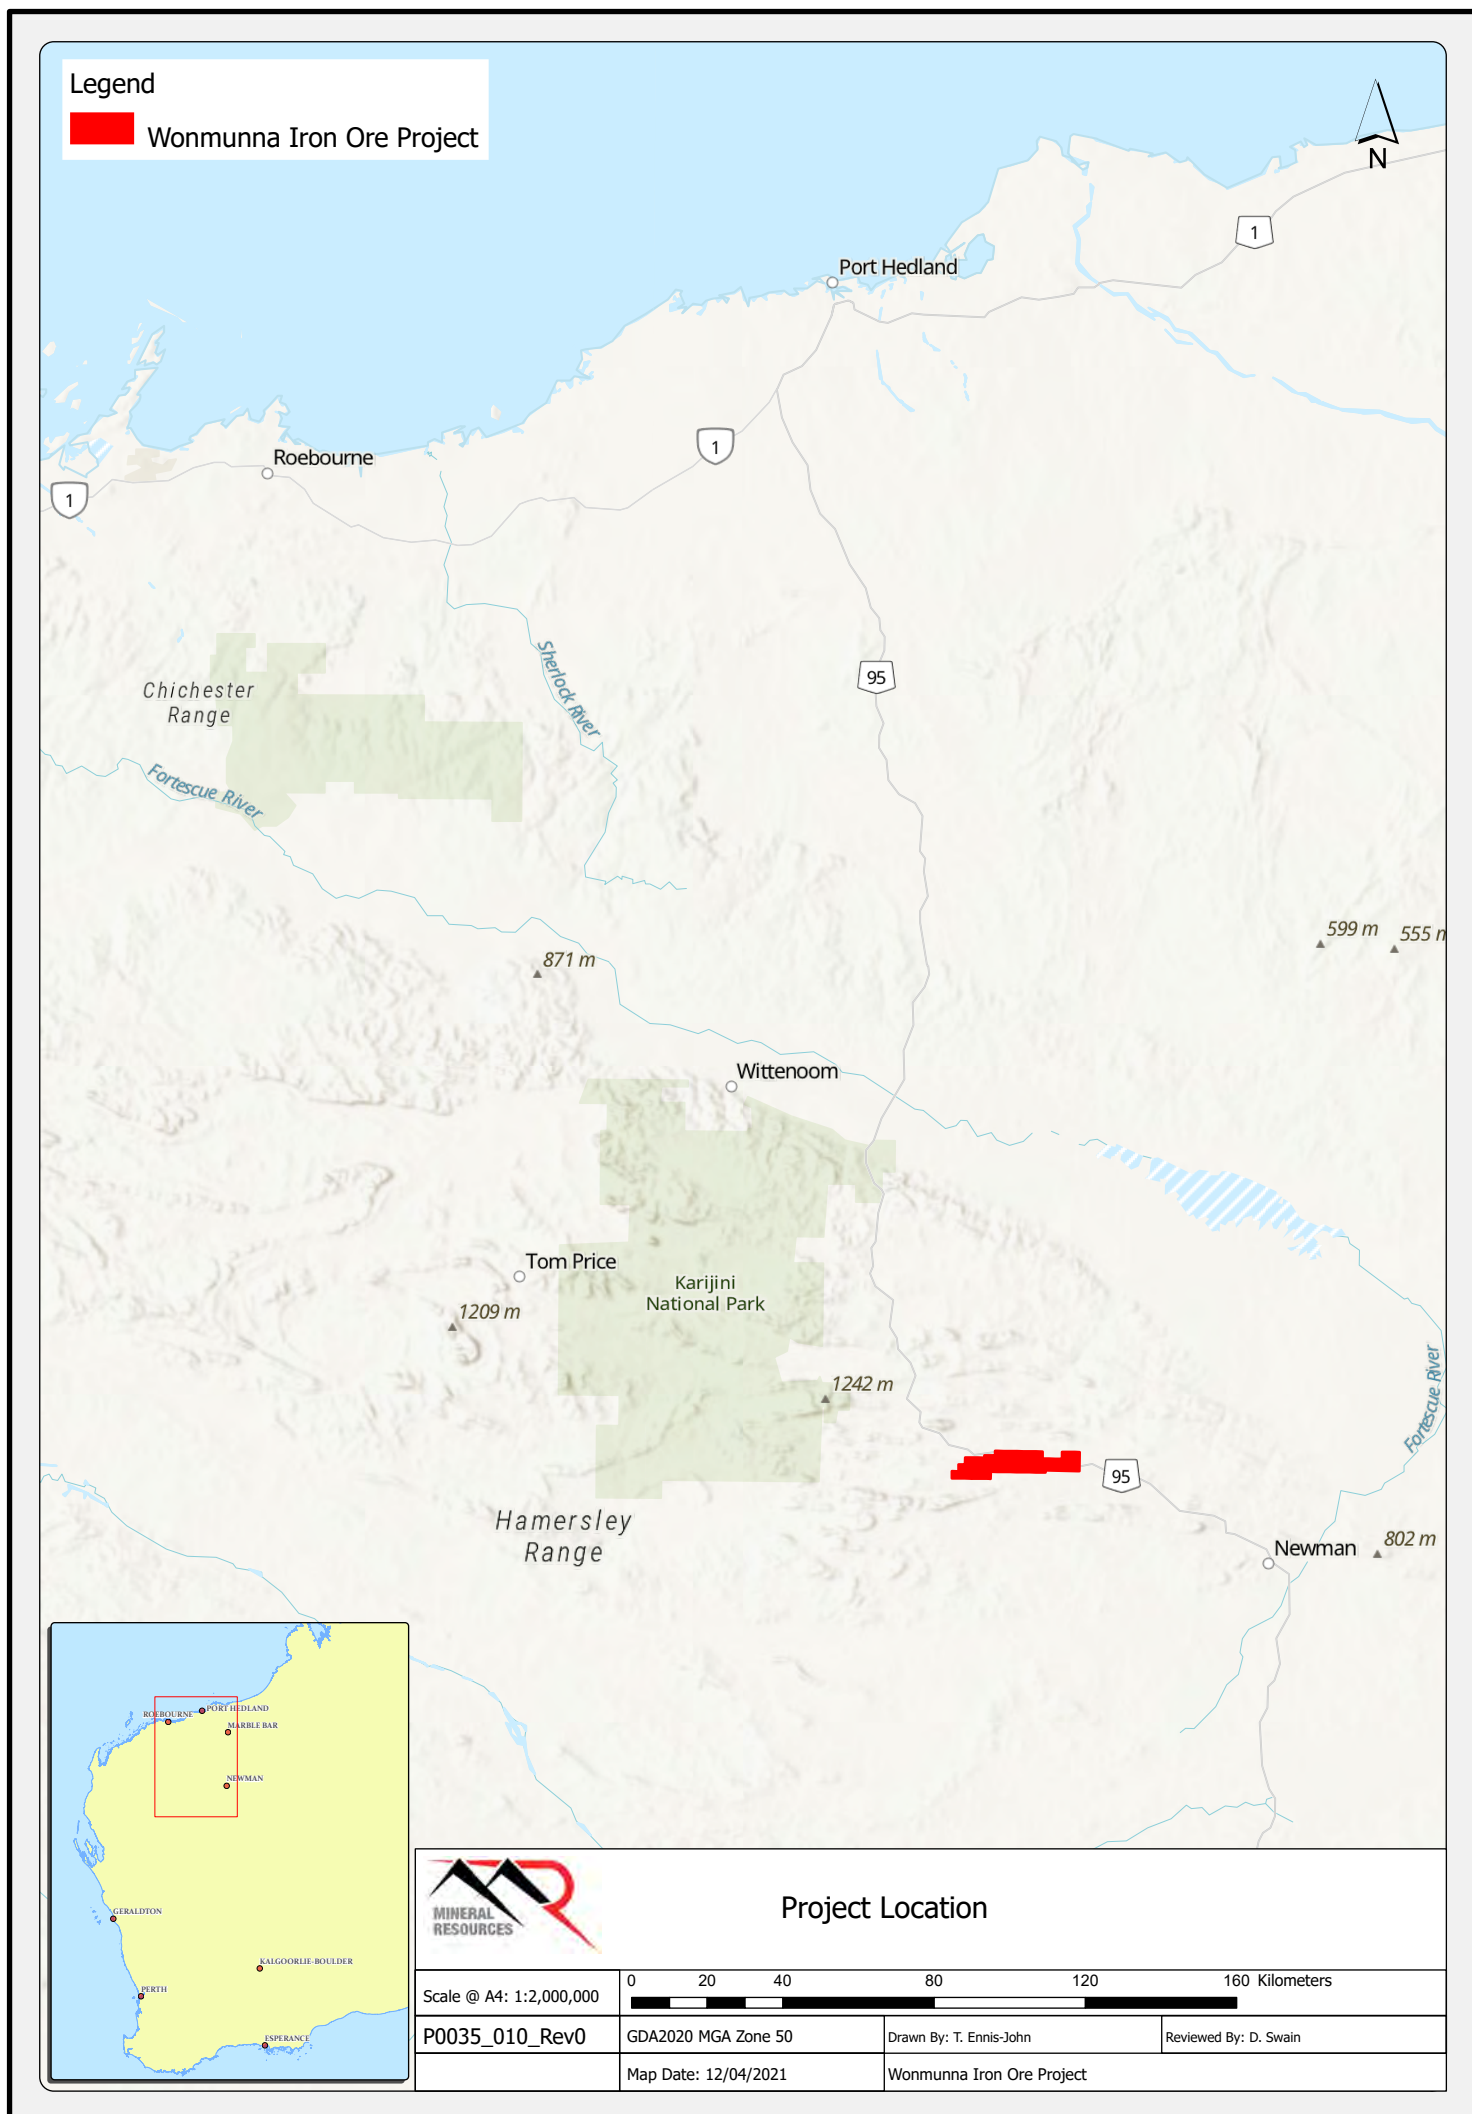 Legend
Wonmunna Iron Ore Project
N
1
Port Hedland
1
Roebourne
1
Sherlock River
95
Chichester
Range
Fortescue River
599 m
555 m
871 m
Wittenoom
Tom Price
Karijini
National Park
1209 m
1242 m
Fortescue River
95
Hamersley
Range
Newman
802 m
PORT HEDLAND
ROEBOURNE
MARBLE BAR
NEWMAN
GERALDTON
KALGOORLIE-BOULDER
PERTH
ESPERANCE
MINERAL
RESOURCES
Project Location
Scale @ A4: 1:2,000,000
0 20 40 80 120 160 Kilometers
P0035_010_Rev0
GDA2020 MGA Zone 50
Drawn By: T. Ennis-John
Reviewed By: D. Swain
Map Date: 12/04/2021
Wonmunna Iron Ore Project